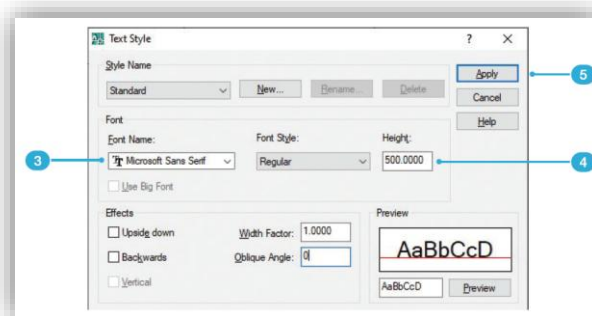 Text Style ? ×
Style Name
Standard New... Rename... Delete Apply 5
Cancel
Help
Font
Font Name: Font Style: Height:
3 Microsoft Sans Serif Regular 500.0000 4
Use Big Font
Effects Preview
Upside down Width Factor: 1.0000
Backwards Oblique Angle: 0 AaBbCcD
Vertical AaBbCcD Preview